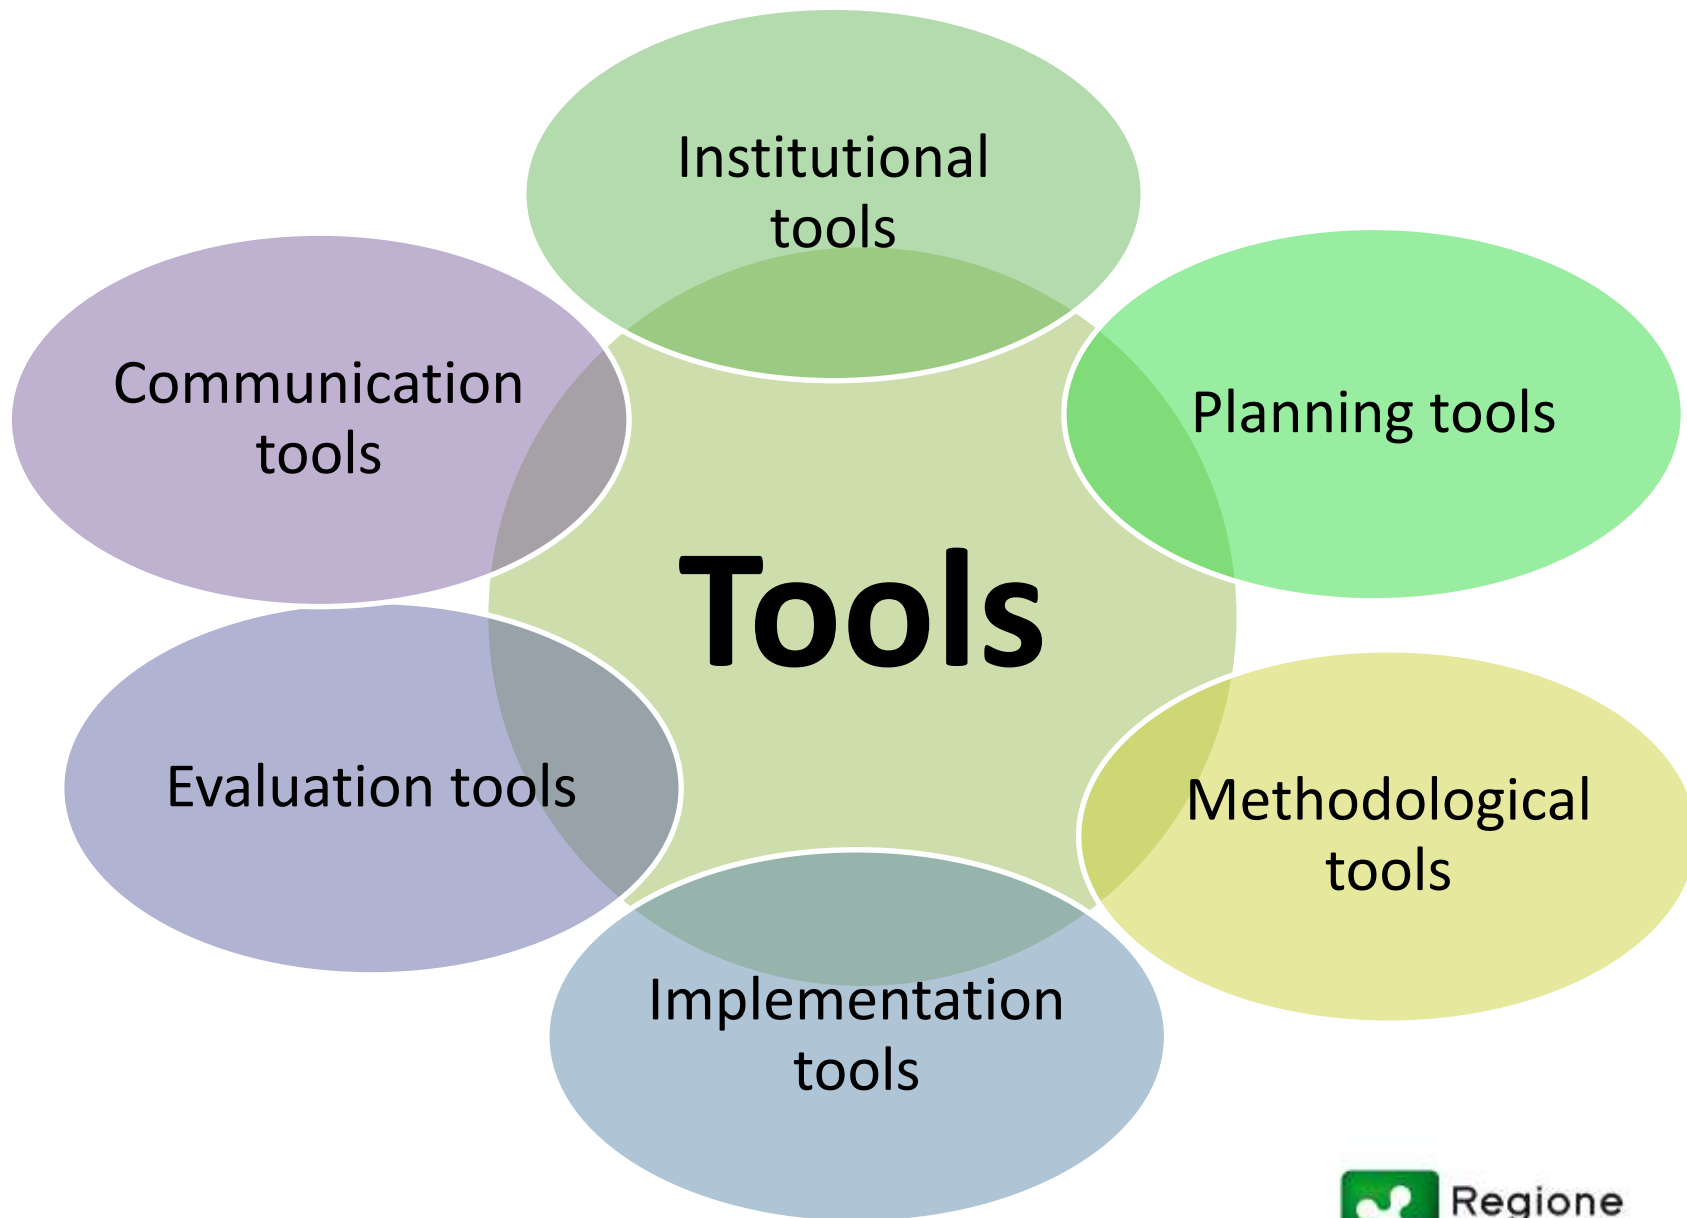 Institutional
tools
Communication
tools
Planning tools
Tools
Evaluation tools
Methodological
tools
Implementation
tools
Regione